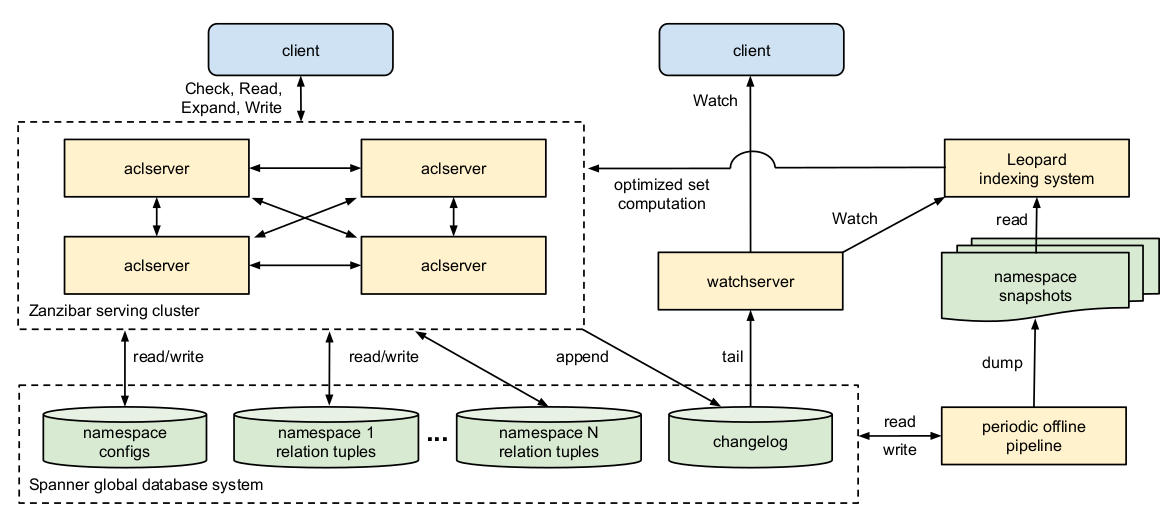 client
client
Check, Read,
Expand, Write
Watch
aclserver
aclserver
Leopard
indexing system
optimized set
computation
Watch
read
aclserver
aclserver
watchserver
namespace
snapshots
Zanzibar serving cluster
read/write
read/write
append
tail
dump
namespace
configs
namespace 1
relation tuples
...
namespace N
relation tuples
changelog
read
write
periodic offline
pipeline
Spanner global database system